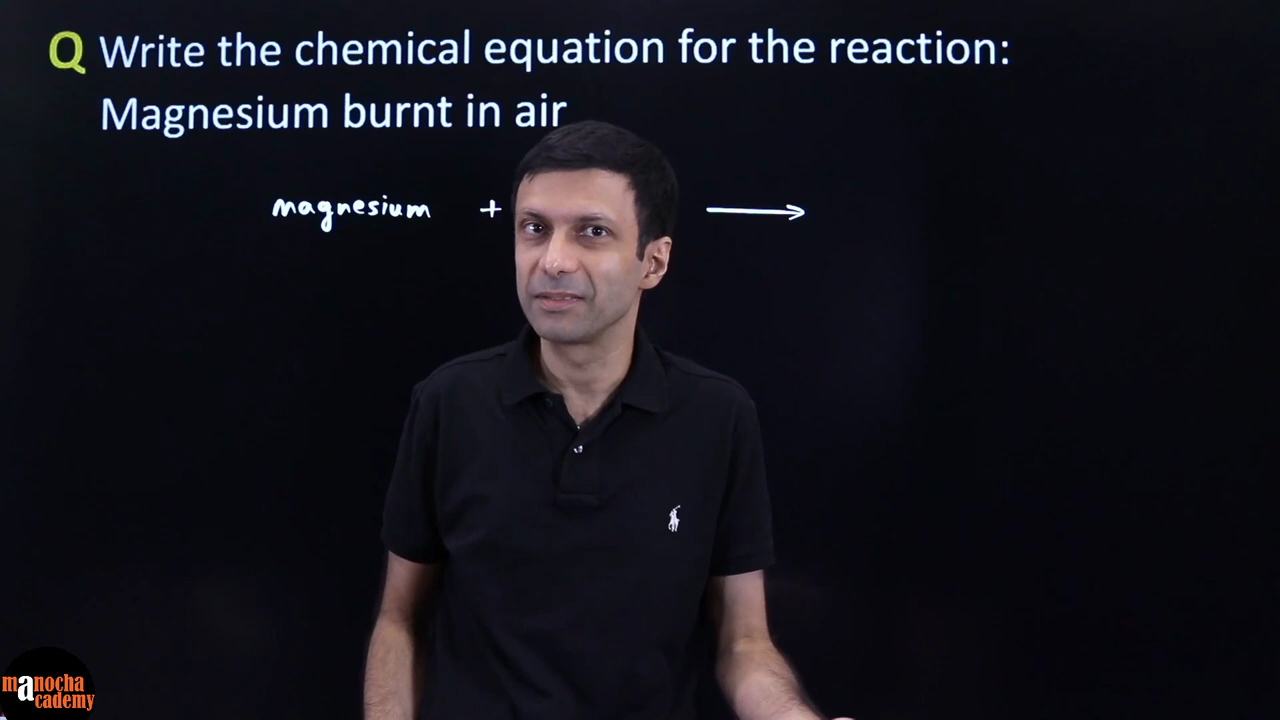 Q Write the chemical equation for the reaction:
Magnesium burnt in air
magnesium + ⟶
manocha
academy